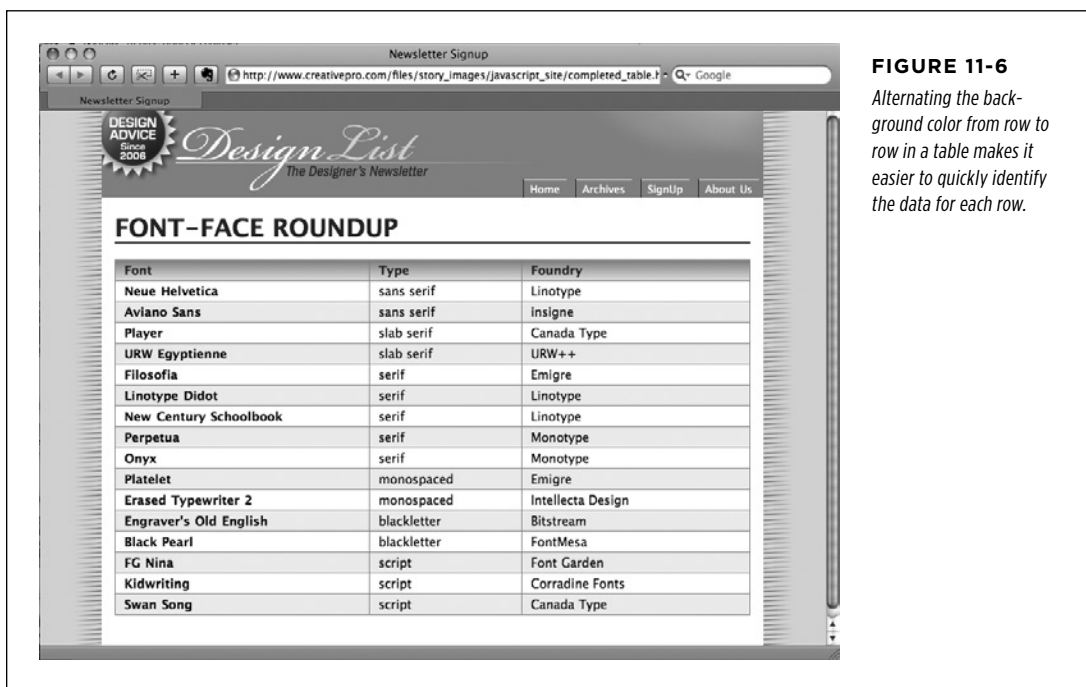 Newsletter Signup
http://www.creativepro.com/files/story_images/javascript_site/completed_table.h
Google
Newsletter Signup
DESIGN
ADVICE
Since
2006
Design List
The Designer's Newsletter
Home Archives SignUp About Us
FONT-FACE ROUNDUP
Font Type Foundry
Neue Helvetica sans serif Linotype
Aviano Sans sans serif insigne
Player slab serif Canada Type
URW Egyptienne slab serif URW++
Filosofia serif Emigre
Linotype Didot serif Linotype
New Century Schoolbook serif Linotype
Perpetua serif Monotype
Onyx serif Monotype
Platelet monospaced Emigre
Erased Typewriter 2 monospaced Intellecta Design
Engraver's Old English blackletter Bitstream
Black Pearl blackletter FontMesa
FG Nina script Font Garden
Kidwriting script Corradine Fonts
Swan Song script Canada Type
FIGURE 11-6
Alternating the back-
ground color from row to
row in a table makes it
easier to quickly identify
the data for each row.